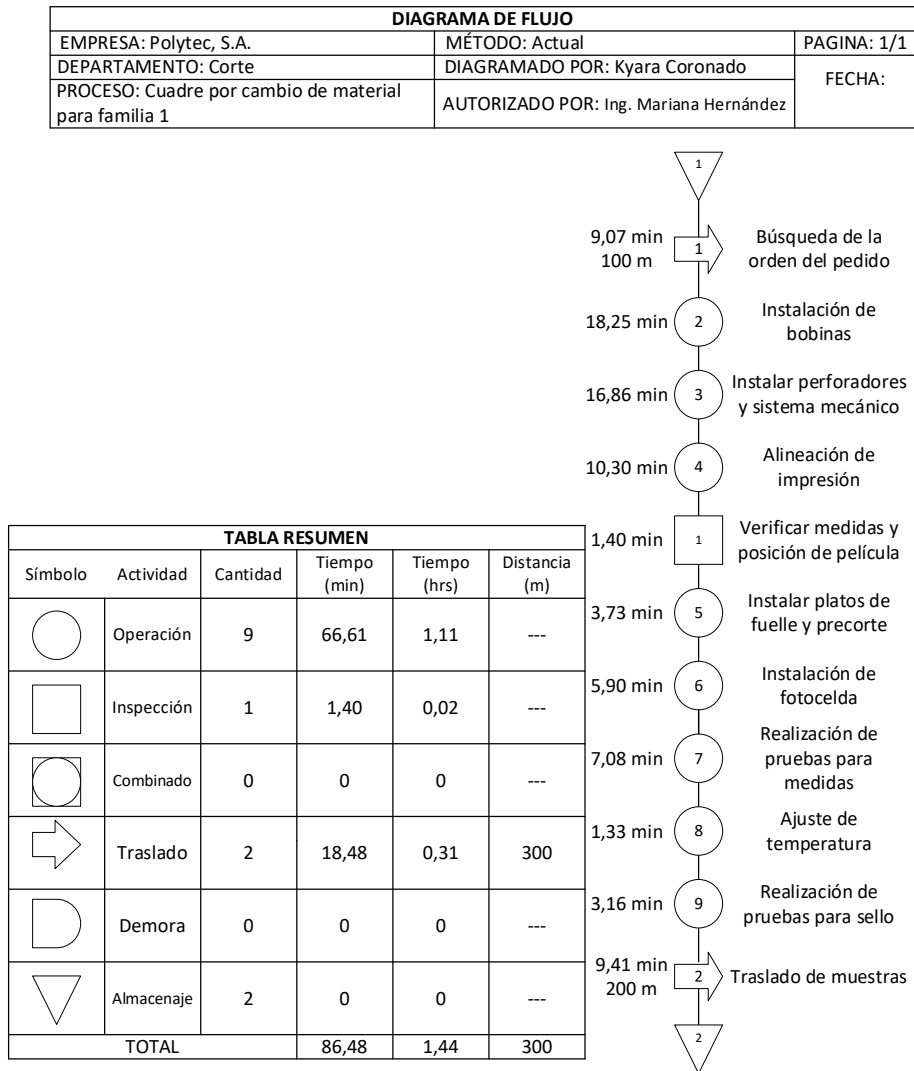 DIAGRAMA DE FLUJO
EMPRESA: Polytec, S.A.
MÉTODO: Actual
PAGINA: 1/1
DEPARTAMENTO: Corte
DIAGRAMADO POR: Kyara Coronado
FECHA:
PROCESO: Cuadre por cambio de material
para familia 1
AUTORIZADO POR: Ing. Mariana Hernández
1
9,07 min
100 m
1
Búsqueda de la
orden del pedido
18,25 min
2
Instalación de
bobinas
16,86 min
3
Instalar perforadores
y sistema mecánico
10,30 min
4
Alineación de
impresión
1,40 min
1
Verificar medidas y
posición de película
3,73 min
5
Instalar platos de
fuelle y precorte
5,90 min
6
Instalación de
fotocelda
7,08 min
7
Realización de
pruebas para
medidas
1,33 min
8
Ajuste de
temperatura
3,16 min
9
Realización de
pruebas para sello
9,41 min
200 m
2
Traslado de muestras
2
TABLA RESUMEN
Símbolo Actividad Cantidad Tiempo (min) Tiempo (hrs) Distancia (m)
Operación 9 66,61 1,11 ---
Inspección 1 1,40 0,02 ---
Combinado 0 0 0 ---
Traslado 2 18,48 0,31 300
Demora 0 0 0 ---
Almacenaje 2 0 0 ---
TOTAL 86,48 1,44 300